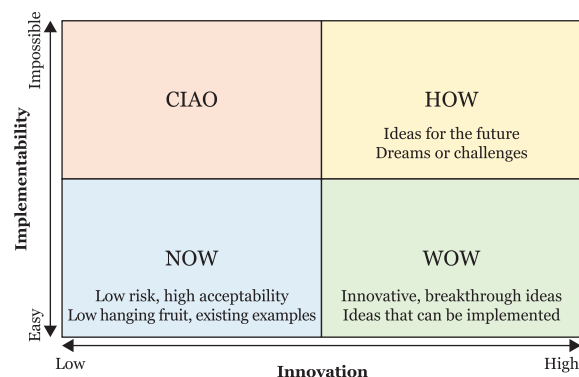 Impossible
Implementability
Easy
CIAO
HOW
Ideas for the future
Dreams or challenges
NOW
Low risk, high acceptability
Low hanging fruit, existing examples
WOW
Innovative, breakthrough ideas
Ideas that can be implemented
Low
Innovation
High